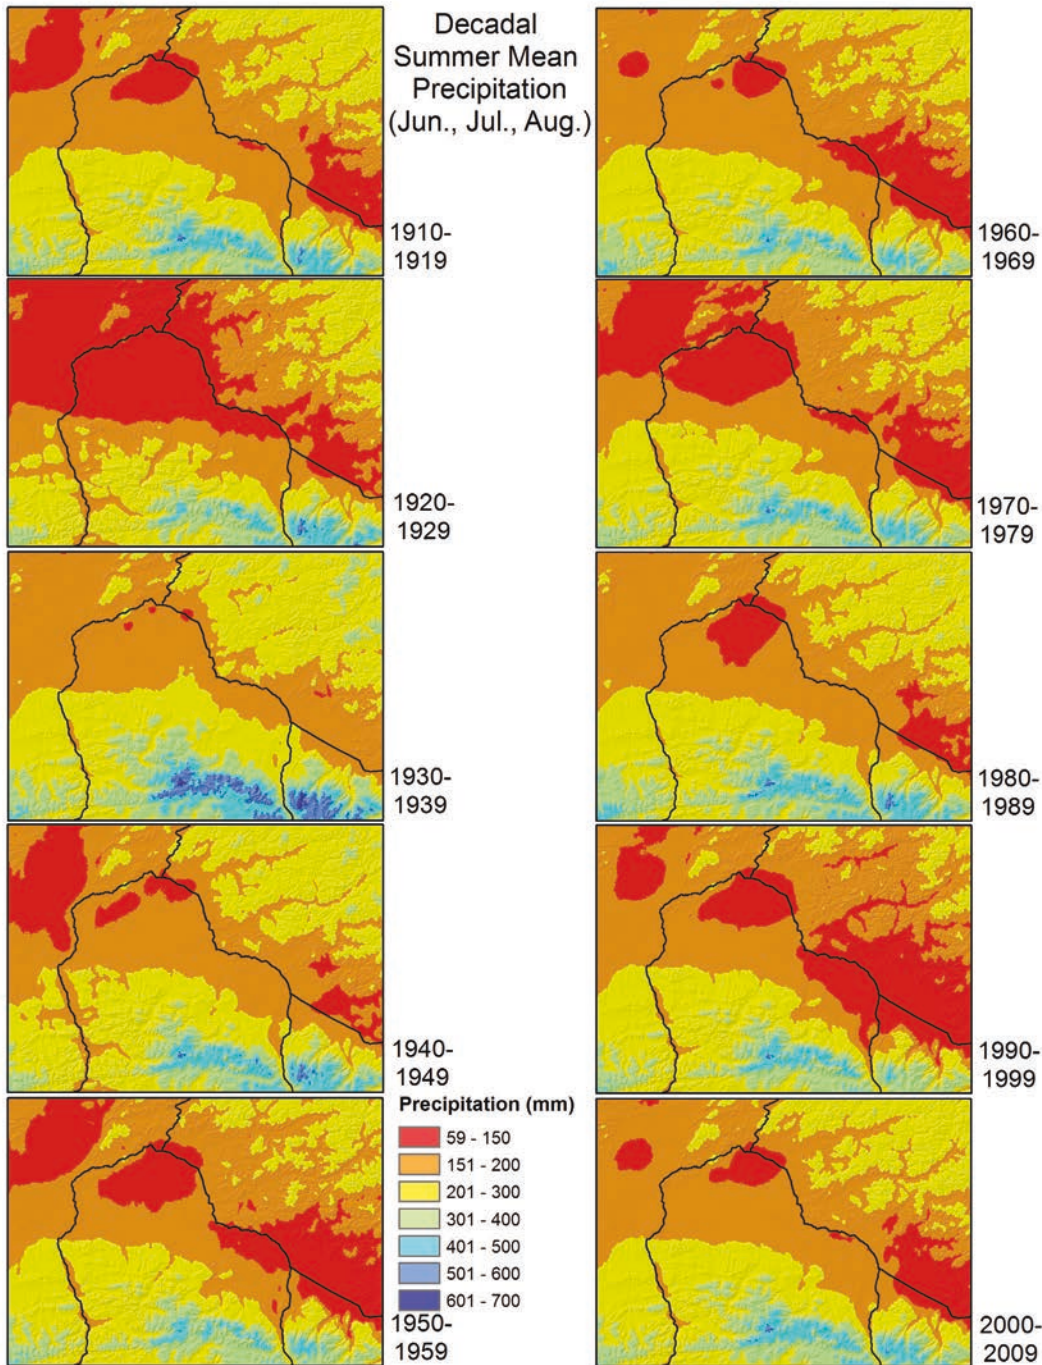 Decadal
Summer Mean
Precipitation
(Jun., Jul., Aug.)
1910-
1919
1920-
1929
1930-
1939
1940-
1949
Precipitation (mm)
59 - 150
151 - 200
201 - 300
301 - 400
401 - 500
501 - 600
601 - 700
1950-
1959
1960-
1969
1970-
1979
1980-
1989
1990-
1999
2000-
2009